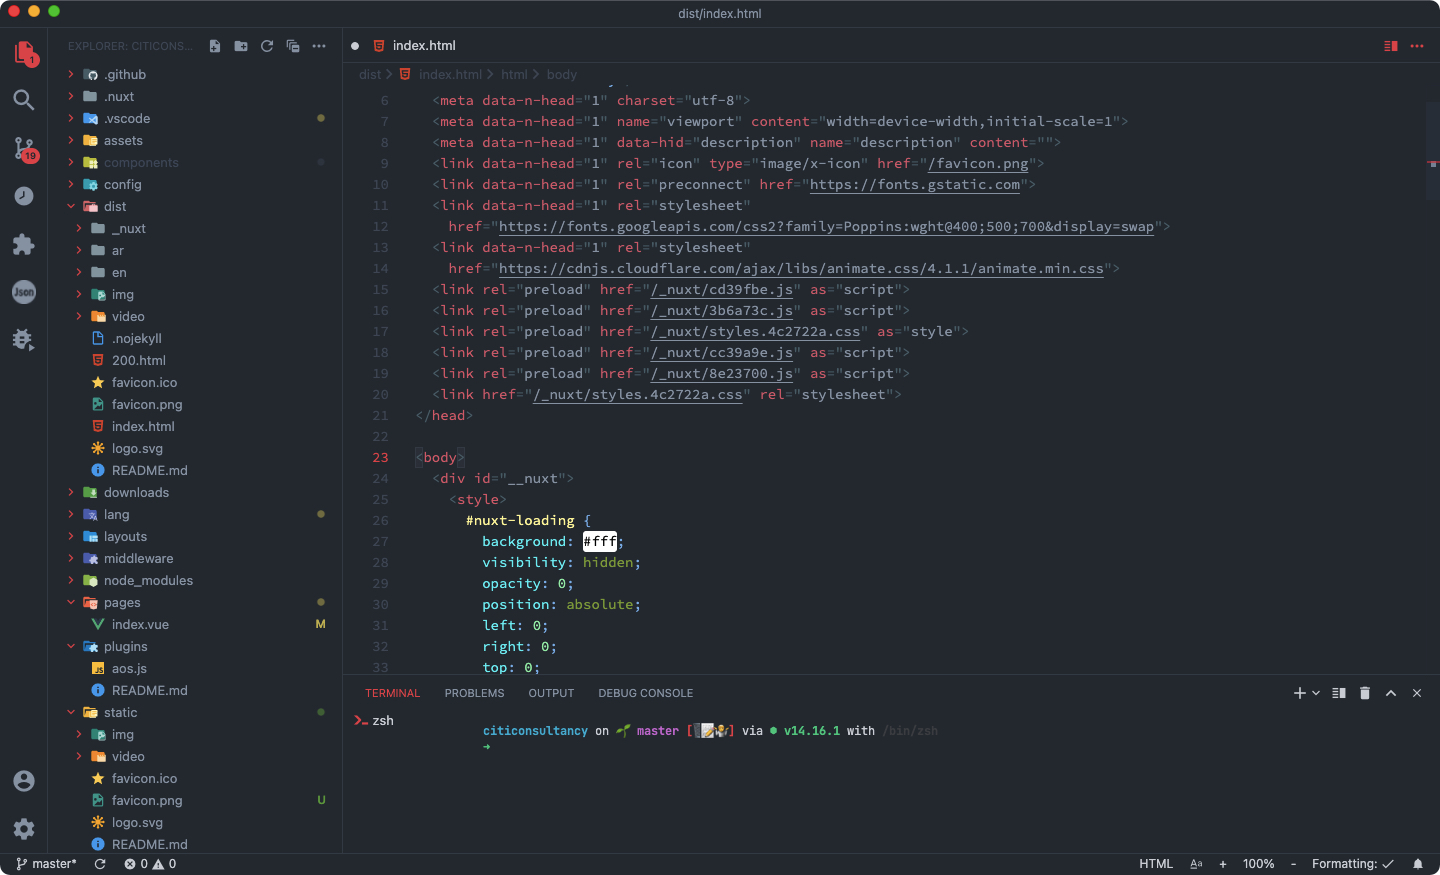 dist/index.html
EXPLORER: CITICONS...
1
19
Json
.github
.nuxt
.vscode
assets
components
config
dist
_nuxt
ar
en
img
video
.nojekyll
200.html
favicon.ico
favicon.png
index.html
logo.svg
README.md
downloads
lang
layouts
middleware
node_modules
pages
index.vue M
plugins
aos.js
README.md
static
img
video
favicon.ico
favicon.png U
logo.svg
README.md
index.html
dist > index.html > html > body
6 <meta data-n-head="1" charset="utf-8">
7 <meta data-n-head="1" name="viewport" content="width=device-width,initial-scale=1">
8 <meta data-n-head="1" data-hid="description" name="description" content="">
9 <link data-n-head="1" rel="icon" type="image/x-icon" href="/favicon.png">
10 <link data-n-head="1" rel="preconnect" href="https://fonts.gstatic.com">
11 <link data-n-head="1" rel="stylesheet"
12 href="https://fonts.googleapis.com/css2?family=Poppins:wght@400;500;700&display=swap">
13 <link data-n-head="1" rel="stylesheet"
14 href="https://cdnjs.cloudflare.com/ajax/libs/animate.css/4.1.1/animate.min.css">
15 <link rel="preload" href="/_nuxt/cd39fbe.js" as="script">
16 <link rel="preload" href="/_nuxt/3b6a73c.js" as="script">
17 <link rel="preload" href="/_nuxt/styles.4c2722a.css" as="style">
18 <link rel="preload" href="/_nuxt/cc39a9e.js" as="script">
19 <link rel="preload" href="/_nuxt/8e23700.js" as="script">
20 <link href="/_nuxt/styles.4c2722a.css" rel="stylesheet">
21 </head>
22
23 <body>
24 <div id="__nuxt">
25 <style>
26 #nuxt-loading {
27 background: #fff;
28 visibility: hidden;
29 opacity: 0;
30 position: absolute;
31 left: 0;
32 right: 0;
33 top: 0;
TERMINAL PROBLEMS OUTPUT DEBUG CONSOLE
zsh
citiconsultancy on master [] via v14.16.1 with /bin/zsh
➜
master* 0 0
HTML Aa + 100% - Formatting: ✓